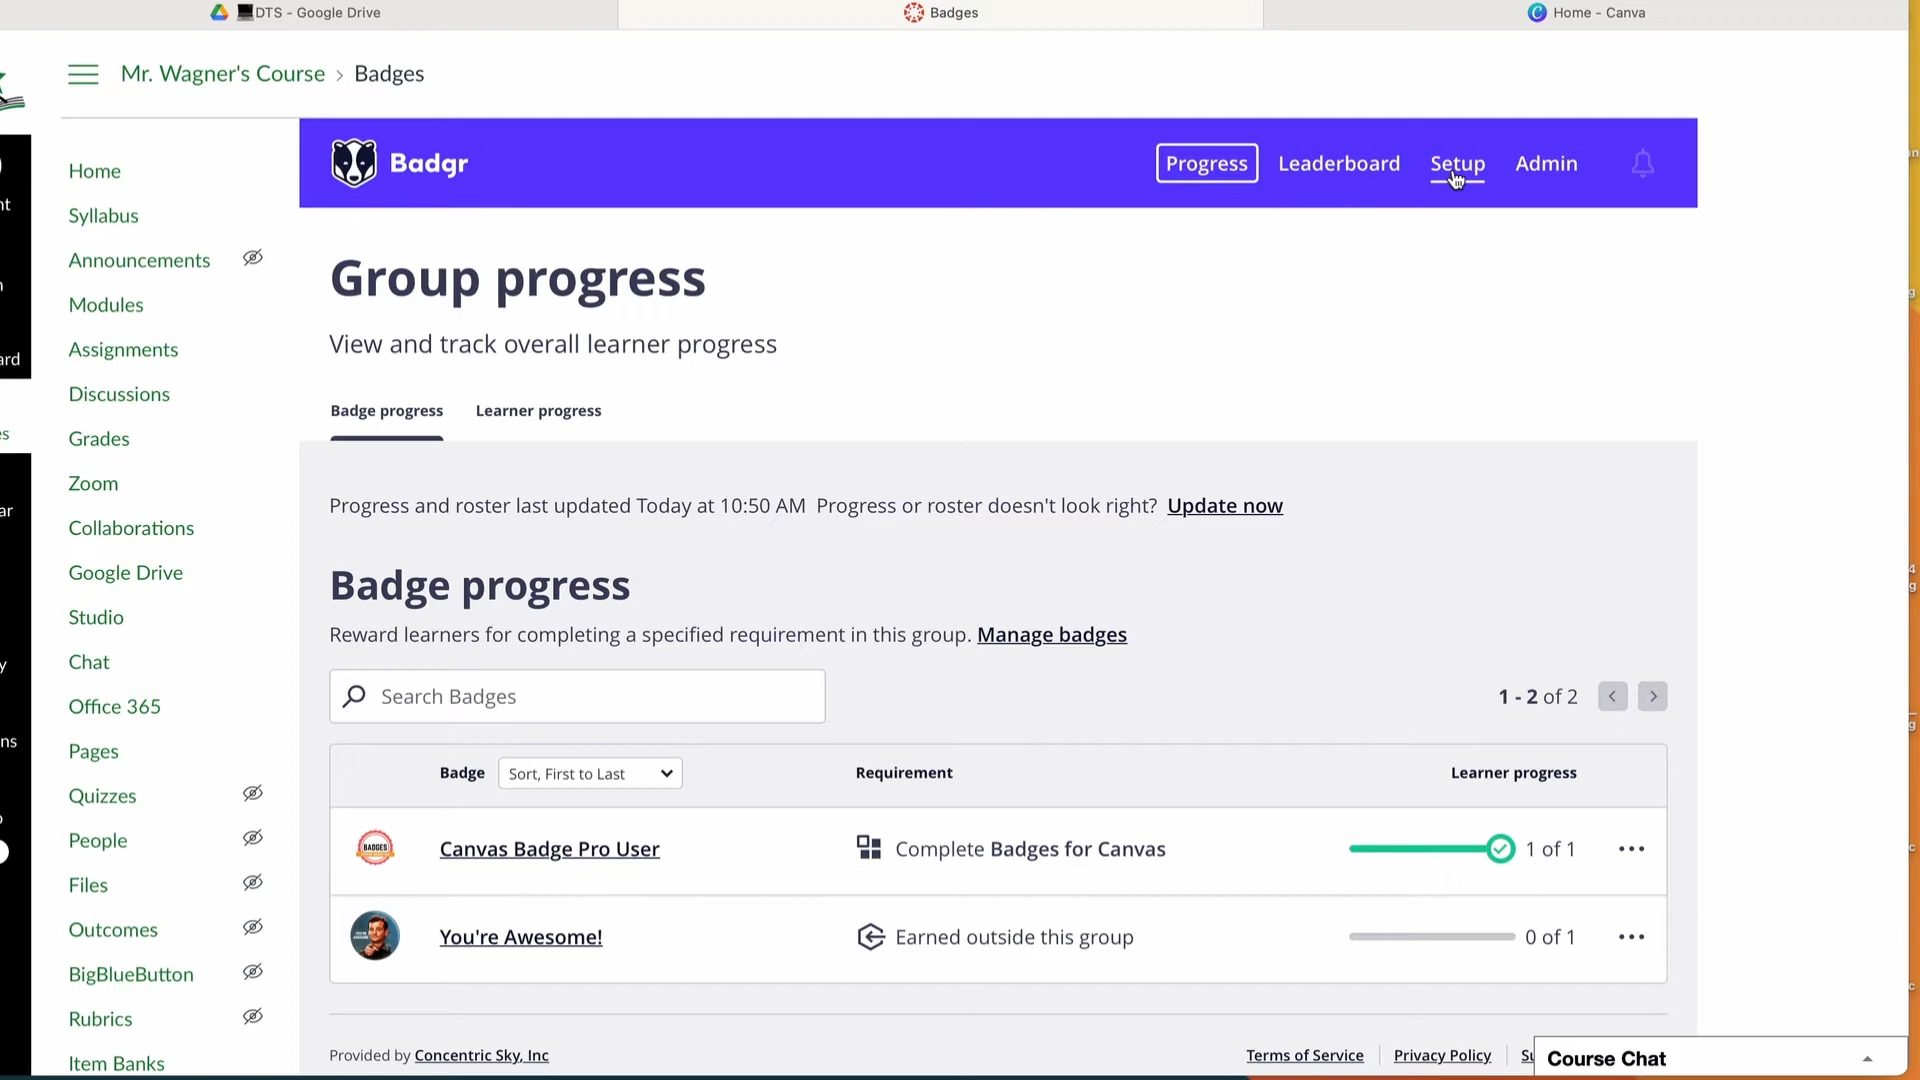 DTS - Google Drive
Badges
Home - Canva
Mr. Wagner's Course › Badges
Home
Syllabus
Announcements
Modules
Assignments
Discussions
Grades
Zoom
Collaborations
Google Drive
Studio
Chat
Office 365
Pages
Quizzes
People
Files
Outcomes
BigBlueButton
Rubrics
Item Banks
Badgr
Progress Leaderboard Setup Admin
Group progress
View and track overall learner progress
Badge progress Learner progress
Progress and roster last updated Today at 10:50 AM Progress or roster doesn't look right? Update now
Badge progress
Reward learners for completing a specified requirement in this group. Manage badges
Search Badges
1 - 2 of 2
Badge Sort, First to Last Requirement Learner progress
BADGES
Canvas Badge Pro User Complete Badges for Canvas 1 of 1
You're Awesome! Earned outside this group 0 of 1
Provided by Concentric Sky, Inc
Terms of Service Privacy Policy
Course Chat